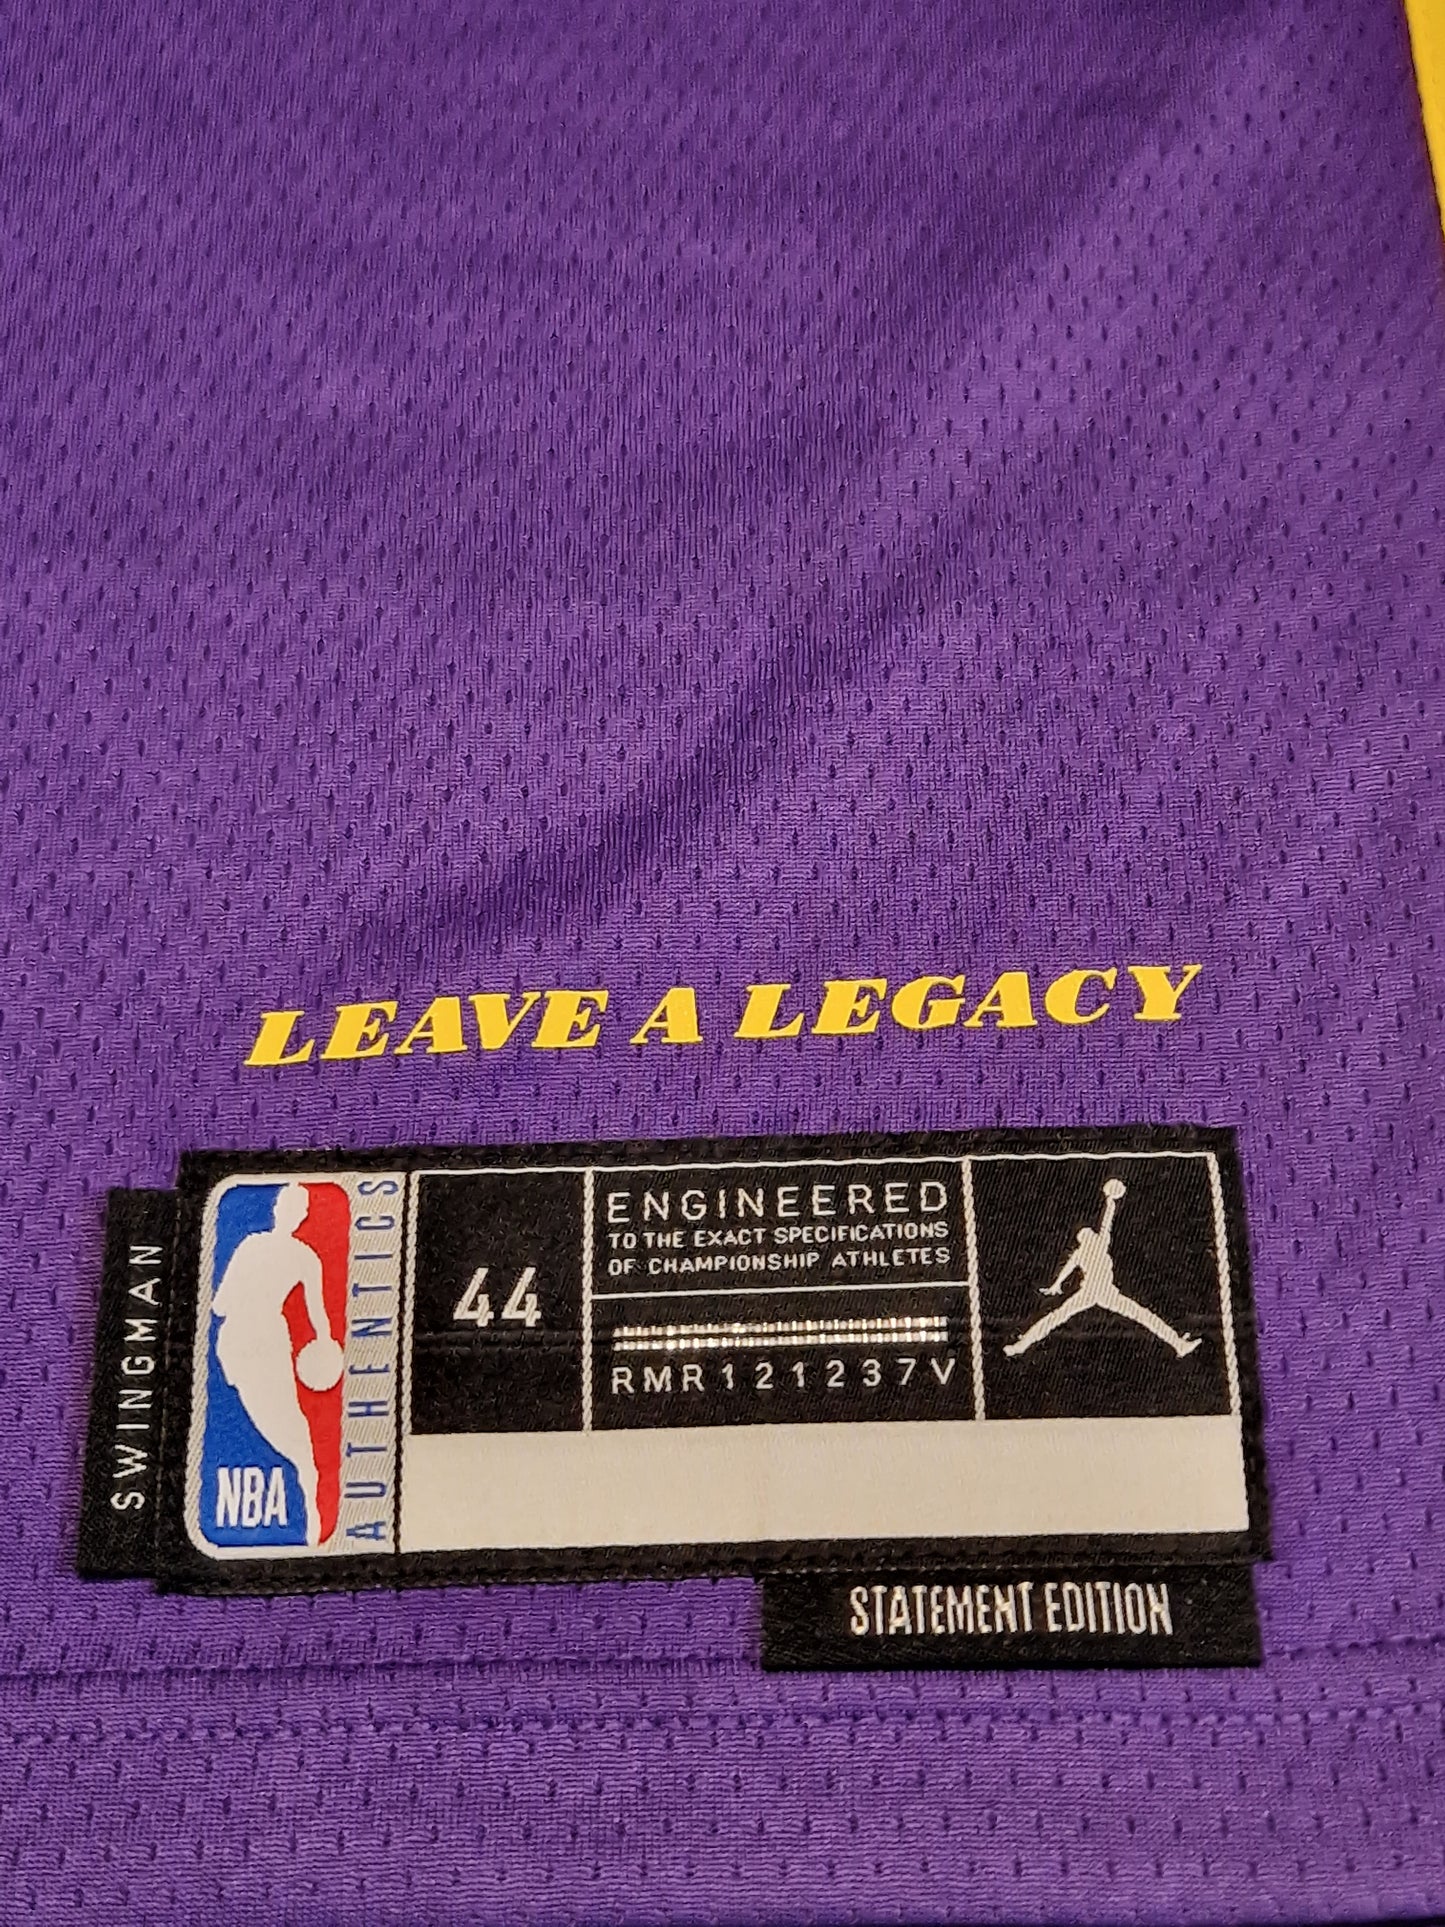 LEAVE A LEGACY
SWINGMAN
NBA
AUTHENTICS
44
ENGINEERED
TO THE EXACT SPECIFICATIONS
OF CHAMPIONSHIP ATHLETES
RMR121237V
STATEMENT EDITION